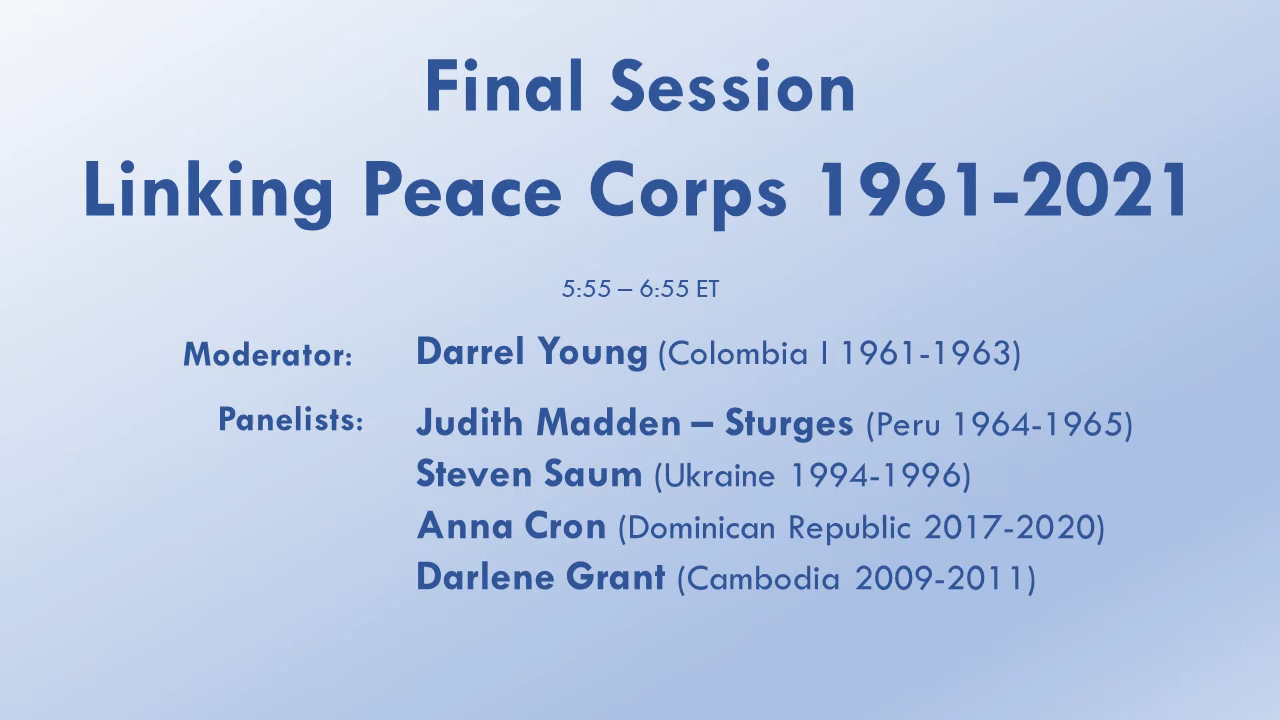 Final Session
Linking Peace Corps 1961-2021
5:55 – 6:55 ET
Moderator: Darrel Young (Colombia I 1961-1963)
Panelists: Judith Madden – Sturges (Peru 1964-1965)
Steven Saum (Ukraine 1994-1996)
Anna Cron (Dominican Republic 2017-2020)
Darlene Grant (Cambodia 2009-2011)